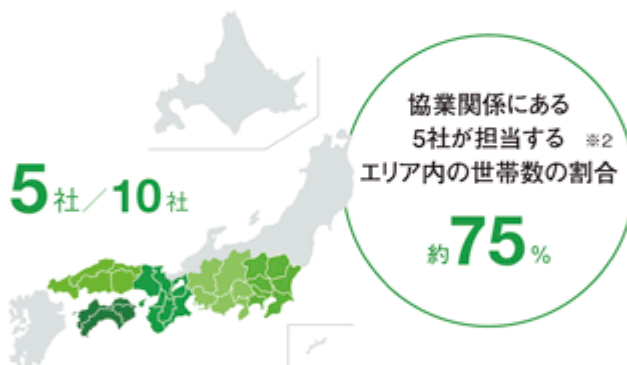 協業関係にある
5社が担当する ※2
エリア内の世帯数の割合
約75%
5社／10社